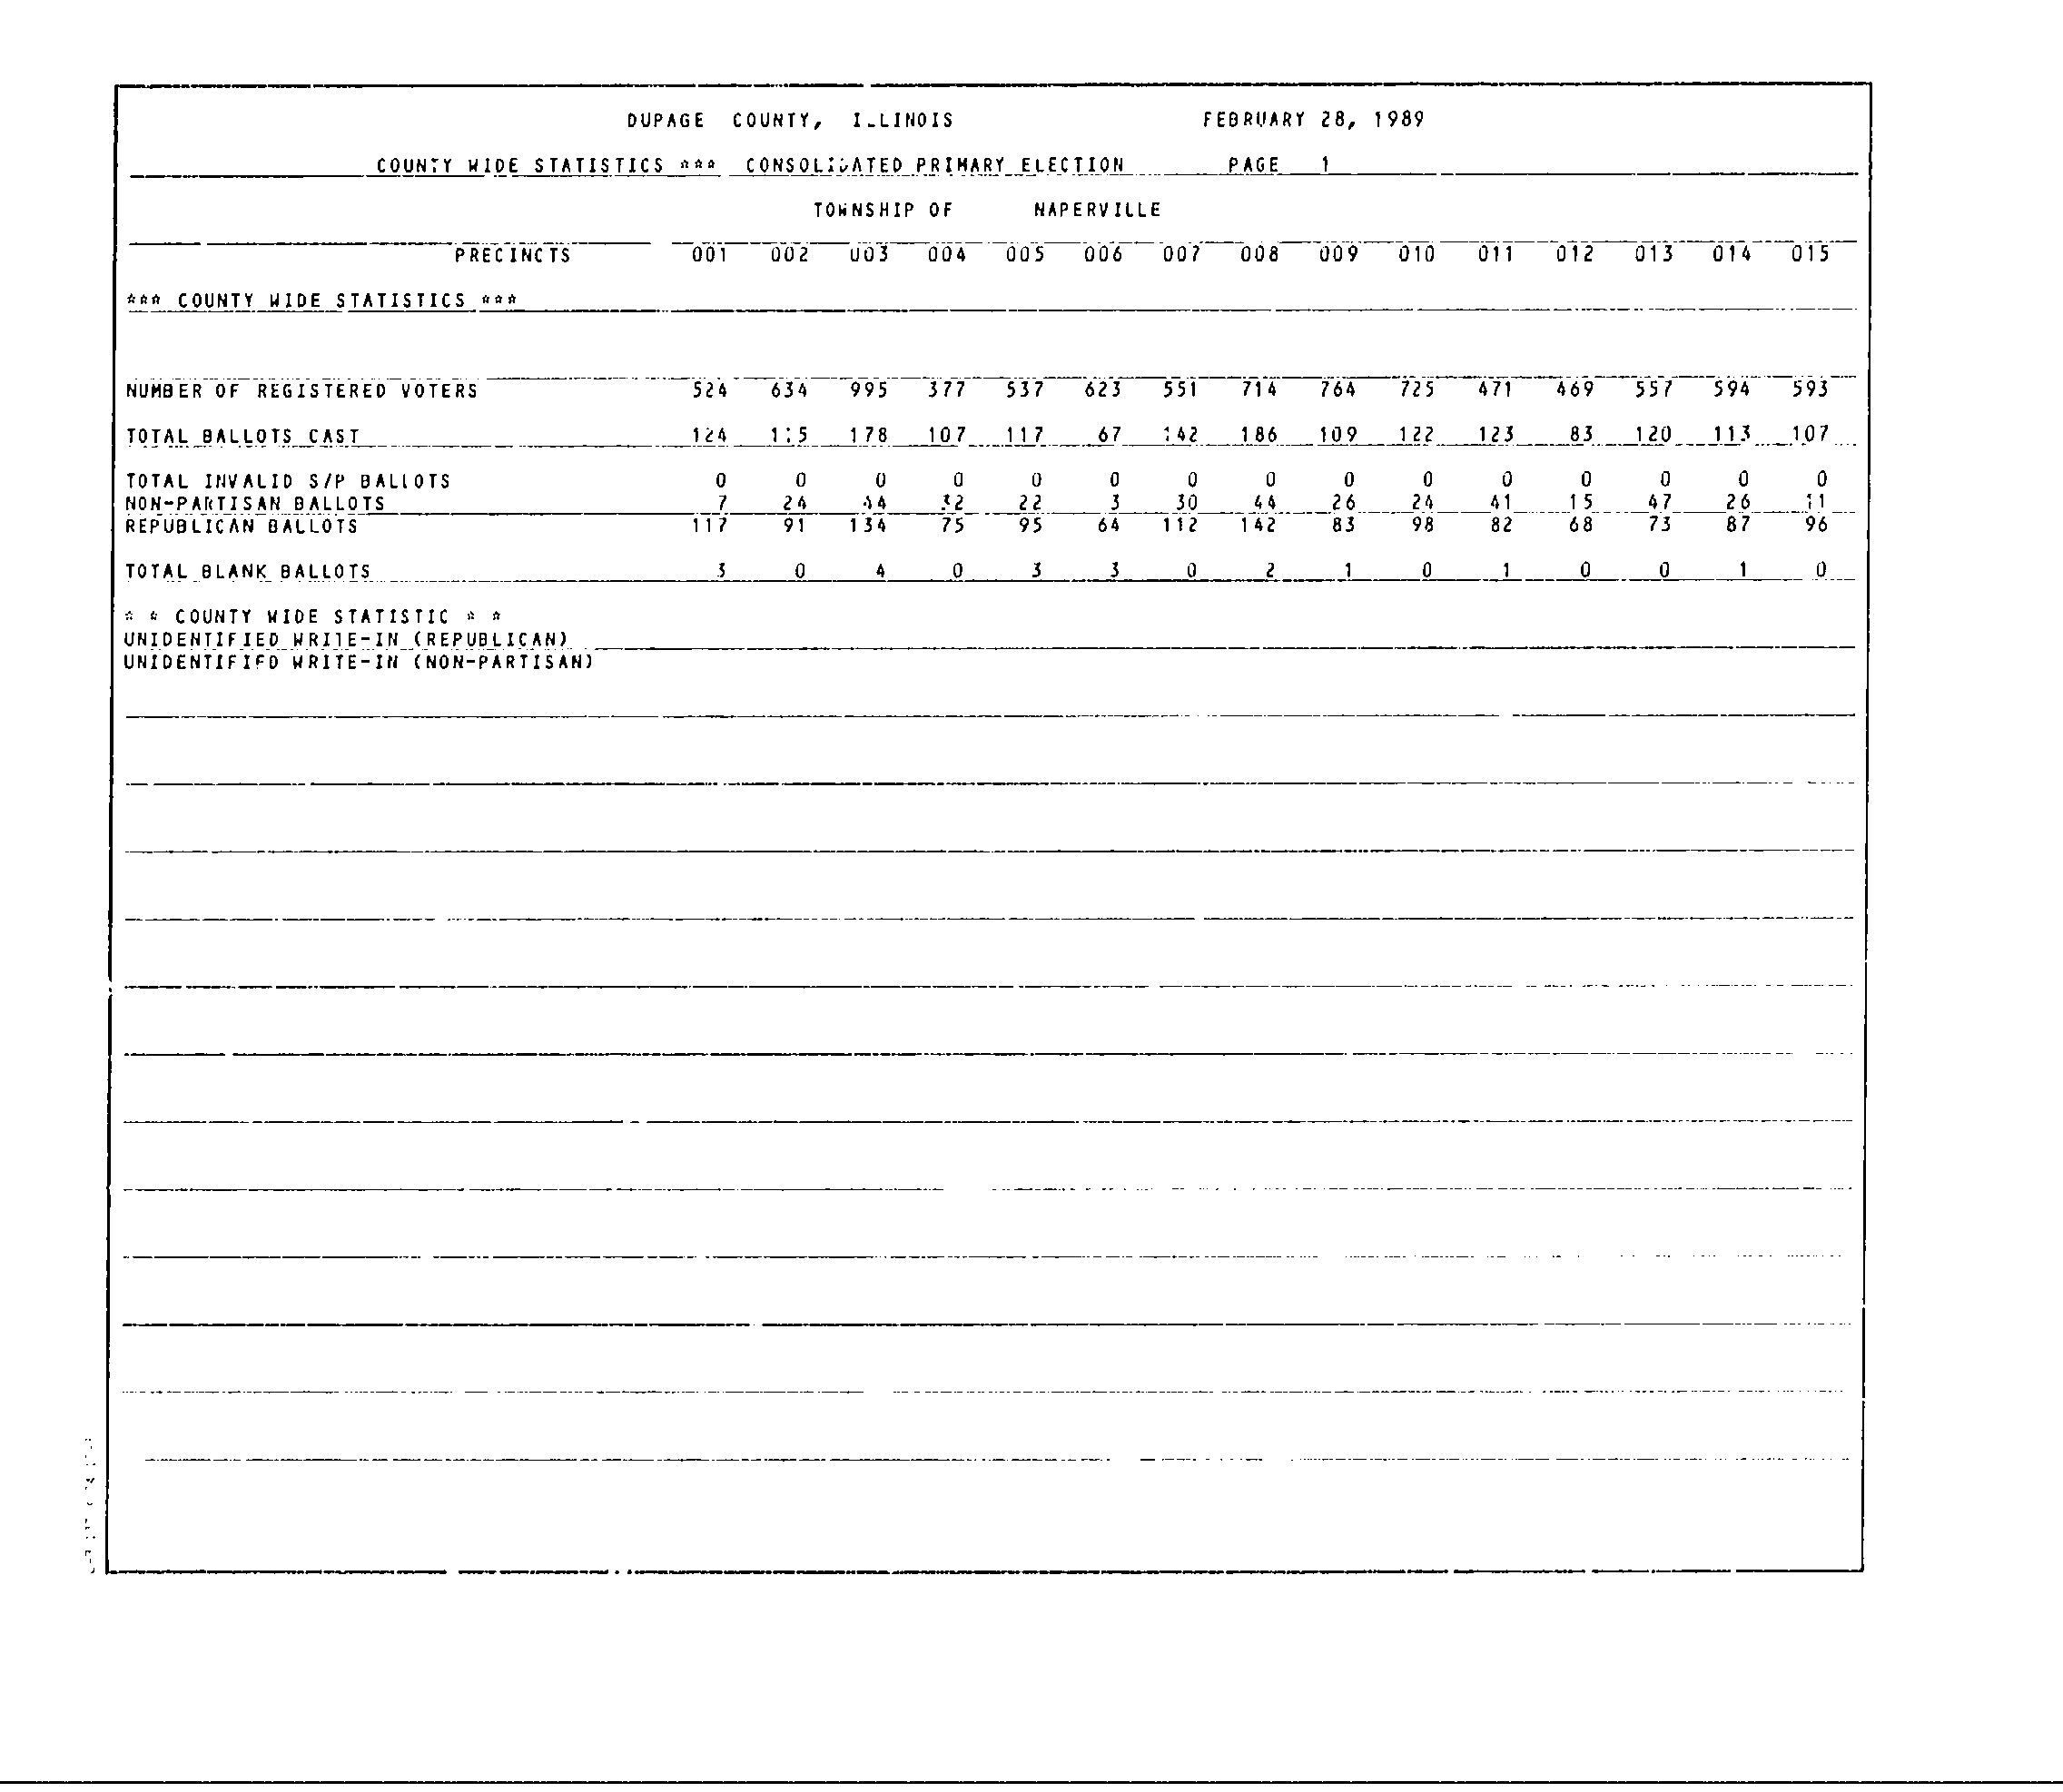 DUPAGE COUNTY, ILLINOIS FEBRUARY 28, 1989
COUNTY WIDE STATISTICS *** CONSOLIDATED PRIMARY ELECTION PAGE 1
TOWNSHIP OF NAPERVILLE
PRECINCTS 001 002 003 004 005 006 007 008 009 010 011 012 013 014 015
*** COUNTY WIDE STATISTICS ***
NUMBER OF REGISTERED VOTERS 524 634 995 377 537 623 551 714 764 725 471 469 557 594 593
TOTAL BALLOTS CAST 124 115 178 107 117 67 142 186 109 122 123 83 120 113 107
TOTAL INVALID S/P BALLOTS 0 0 0 0 0 0 0 0 0 0 0 0 0 0 0
NON-PARTISAN BALLOTS 7 24 44 32 22 3 30 44 26 24 41 15 47 26 11
REPUBLICAN BALLOTS 117 91 134 75 95 64 112 142 83 98 82 68 73 87 96
TOTAL BLANK BALLOTS 3 0 4 0 3 3 0 2 1 0 1 0 0 1 0
* * COUNTY WIDE STATISTIC * *
UNIDENTIFIED WRITE-IN (REPUBLICAN)
UNIDENTIFIED WRITE-IN (NON-PARTISAN)